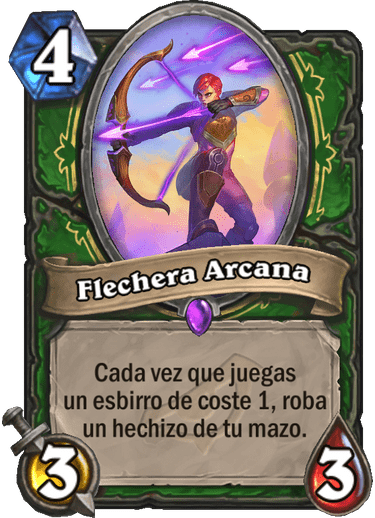 4
Flechera Arcana
Cada vez que juegas
un esbirro de coste 1, roba
un hechizo de tu mazo.
3
3